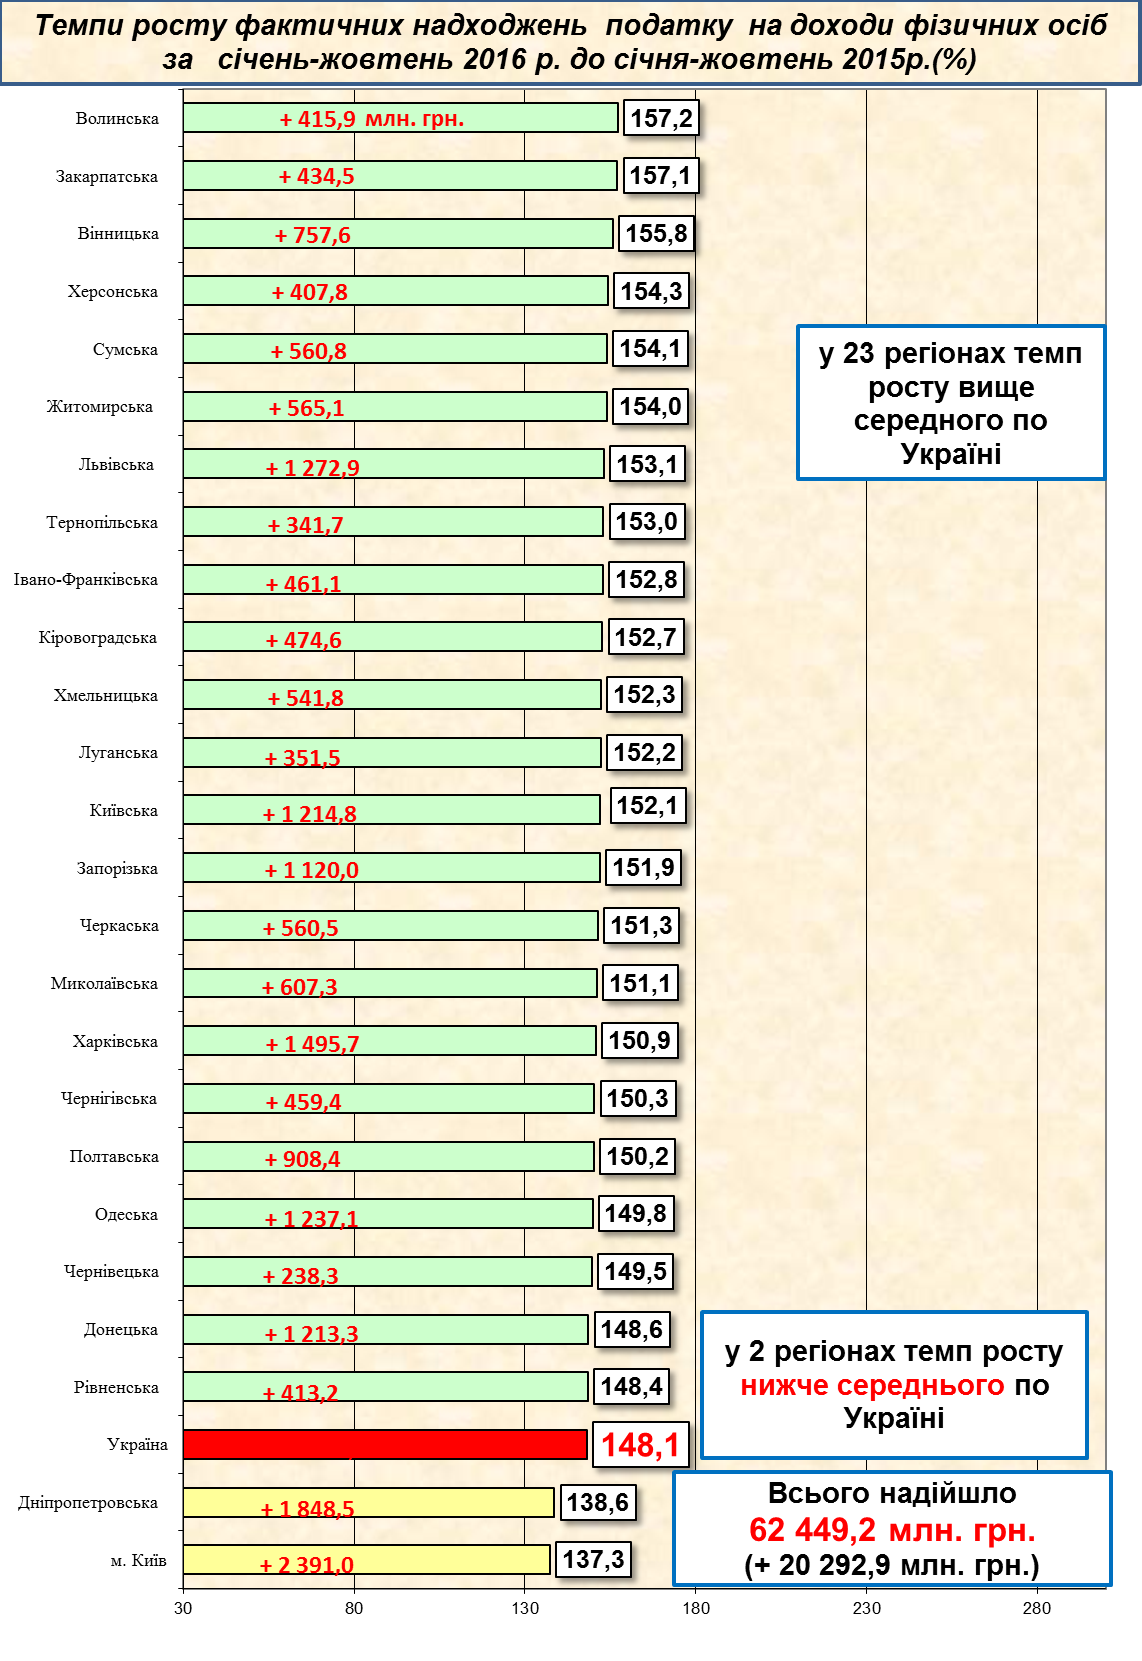 Темпи росту фактичних надходжень податку на доходи фізичних осіб
за січень-жовтень 2016 р. до січня-жовтень 2015р.(%)
Волинська + 415,9 млн. грн. 157,2
Закарпатська + 434,5 157,1
Вінницька + 757,6 155,8
Херсонська + 407,8 154,3
Сумська + 560,8 154,1
Житомирська + 565,1 154,0
Львівська + 1 272,9 153,1
Тернопільська + 341,7 153,0
Івано-Франківська + 461,1 152,8
Кіровоградська + 474,6 152,7
Хмельницька + 541,8 152,3
Луганська + 351,5 152,2
Київська + 1 214,8 152,1
Запорізька + 1 120,0 151,9
Черкаська + 560,5 151,3
Миколаївська + 607,3 151,1
Харківська + 1 495,7 150,9
Чернігівська + 459,4 150,3
Полтавська + 908,4 150,2
Одеська + 1 237,1 149,8
Чернівецька + 238,3 149,5
Донецька + 1 213,3 148,6
Рівненська + 413,2 148,4
Україна 148,1
Дніпропетровська + 1 848,5 138,6
м. Київ + 2 391,0 137,3
30 80 130 180 230 280
у 23 регіонах темп
росту вище
середного по
Україні
у 2 регіонах темп росту
нижче середнього по
Україні
Всього надійшло
62 449,2 млн. грн.
(+ 20 292,9 млн. грн.)